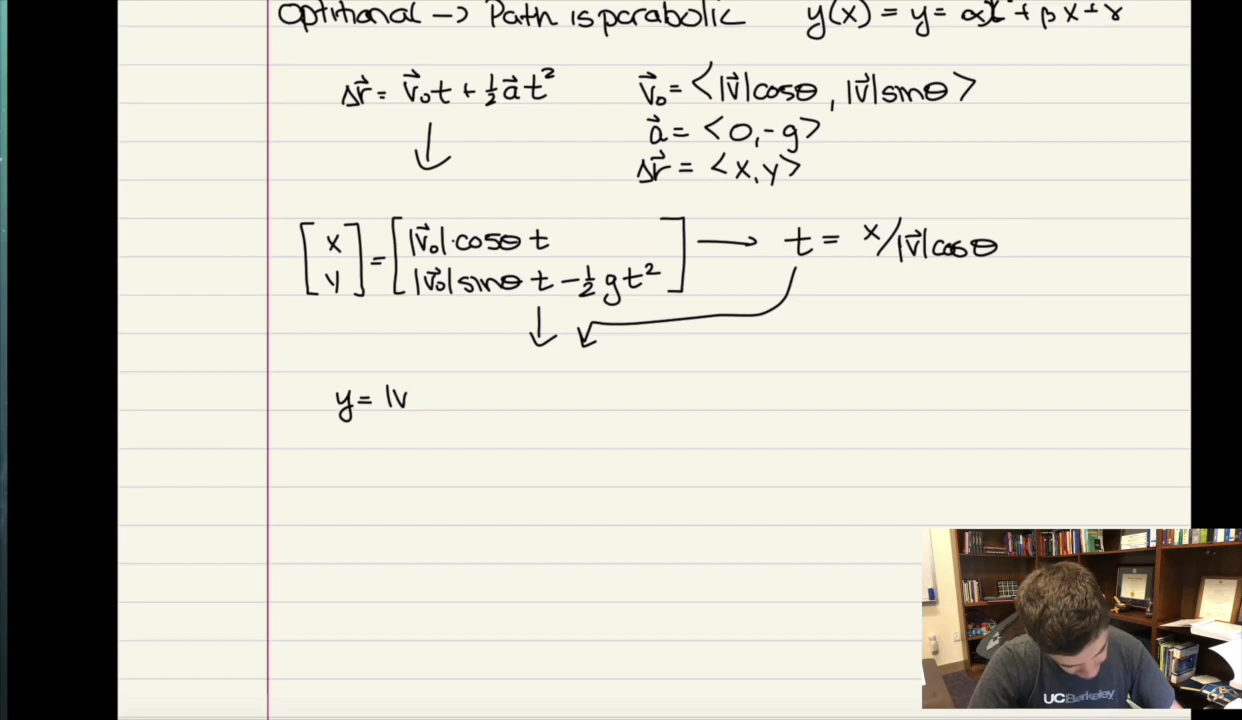 Optitional → Path is parabolic y(x) = y = αx² + βx + γ
Δr⃗ = v⃗₀t + ½a⃗t² v⃗₀ = <|v⃗|cosθ, |v⃗|sinθ>
a⃗ = <0, -g>
Δr⃗ = <x, y>
[x y] = [|v⃗₀|·cosθ t → t = x/|v⃗|cosθ
|v⃗₀|sinθ t - ½gt²]
y = |v
UC Berkeley